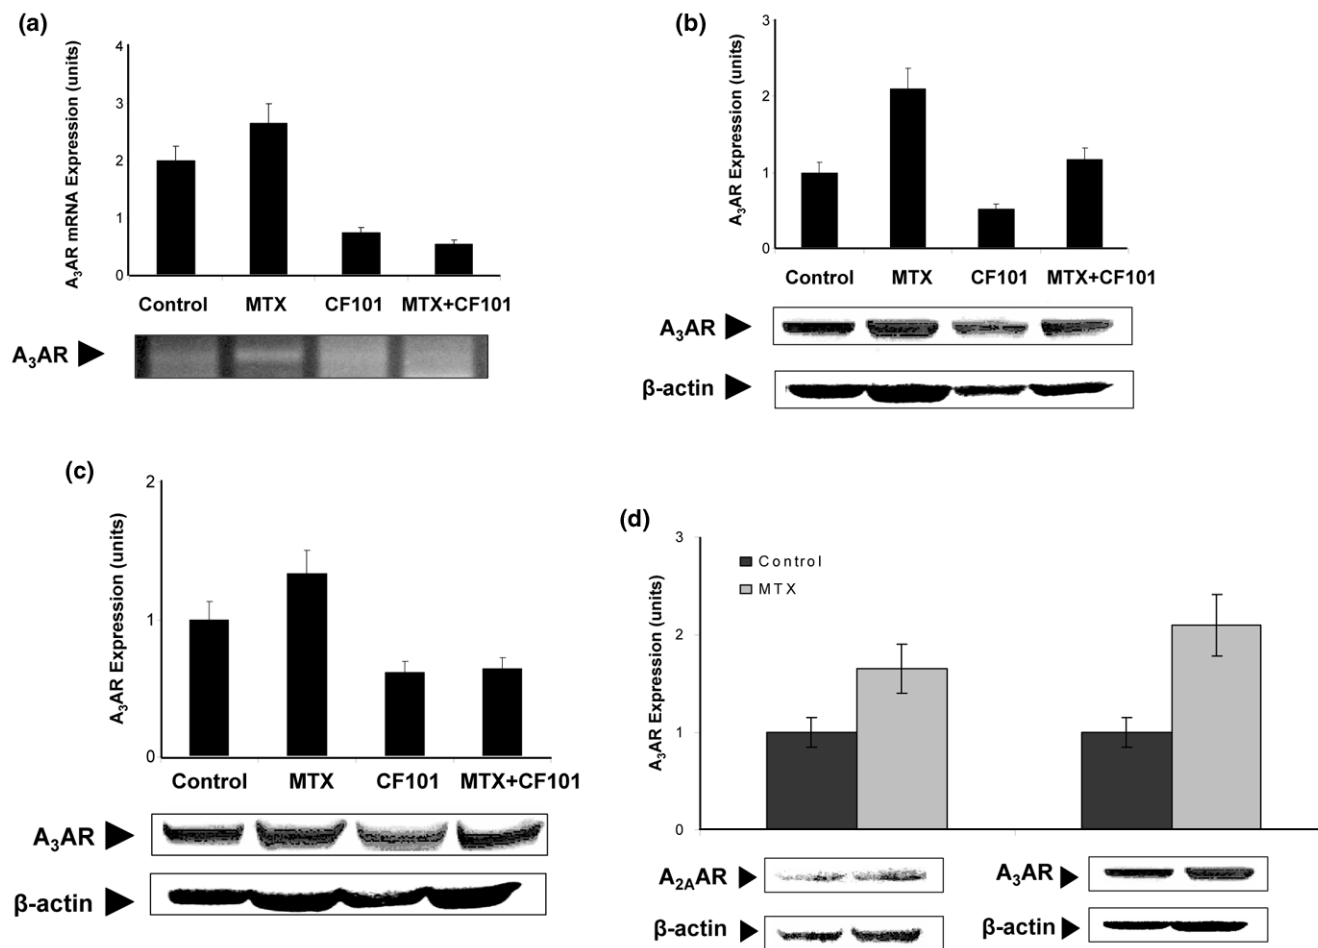 (a)
A₃AR mRNA Expression (units)
4
3
2
1
0
Control MTX CF101 MTX+CF101
A₃AR
(b)
A₃AR Expression (units)
3
2
1
0
Control MTX CF101 MTX+CF101
A₃AR
β-actin
(c)
A₃AR Expression (units)
2
1
0
Control MTX CF101 MTX+CF101
A₃AR
β-actin
(d)
A₃AR Expression (units)
3
2
1
0
Control
MTX
A₂ₐAR
β-actin
A₃AR
β-actin